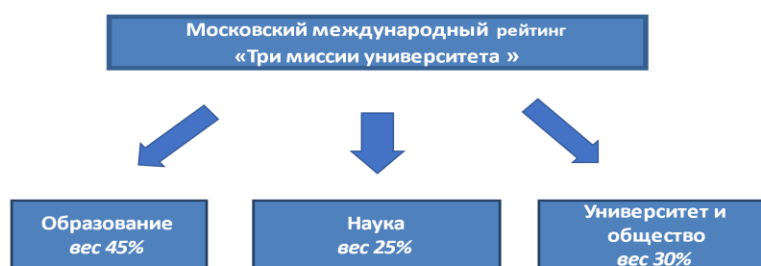 Московский международный рейтинг
«Три миссии университета »
Образование
вес 45%
Наука
вес 25%
Университет и
общество
вес 30%